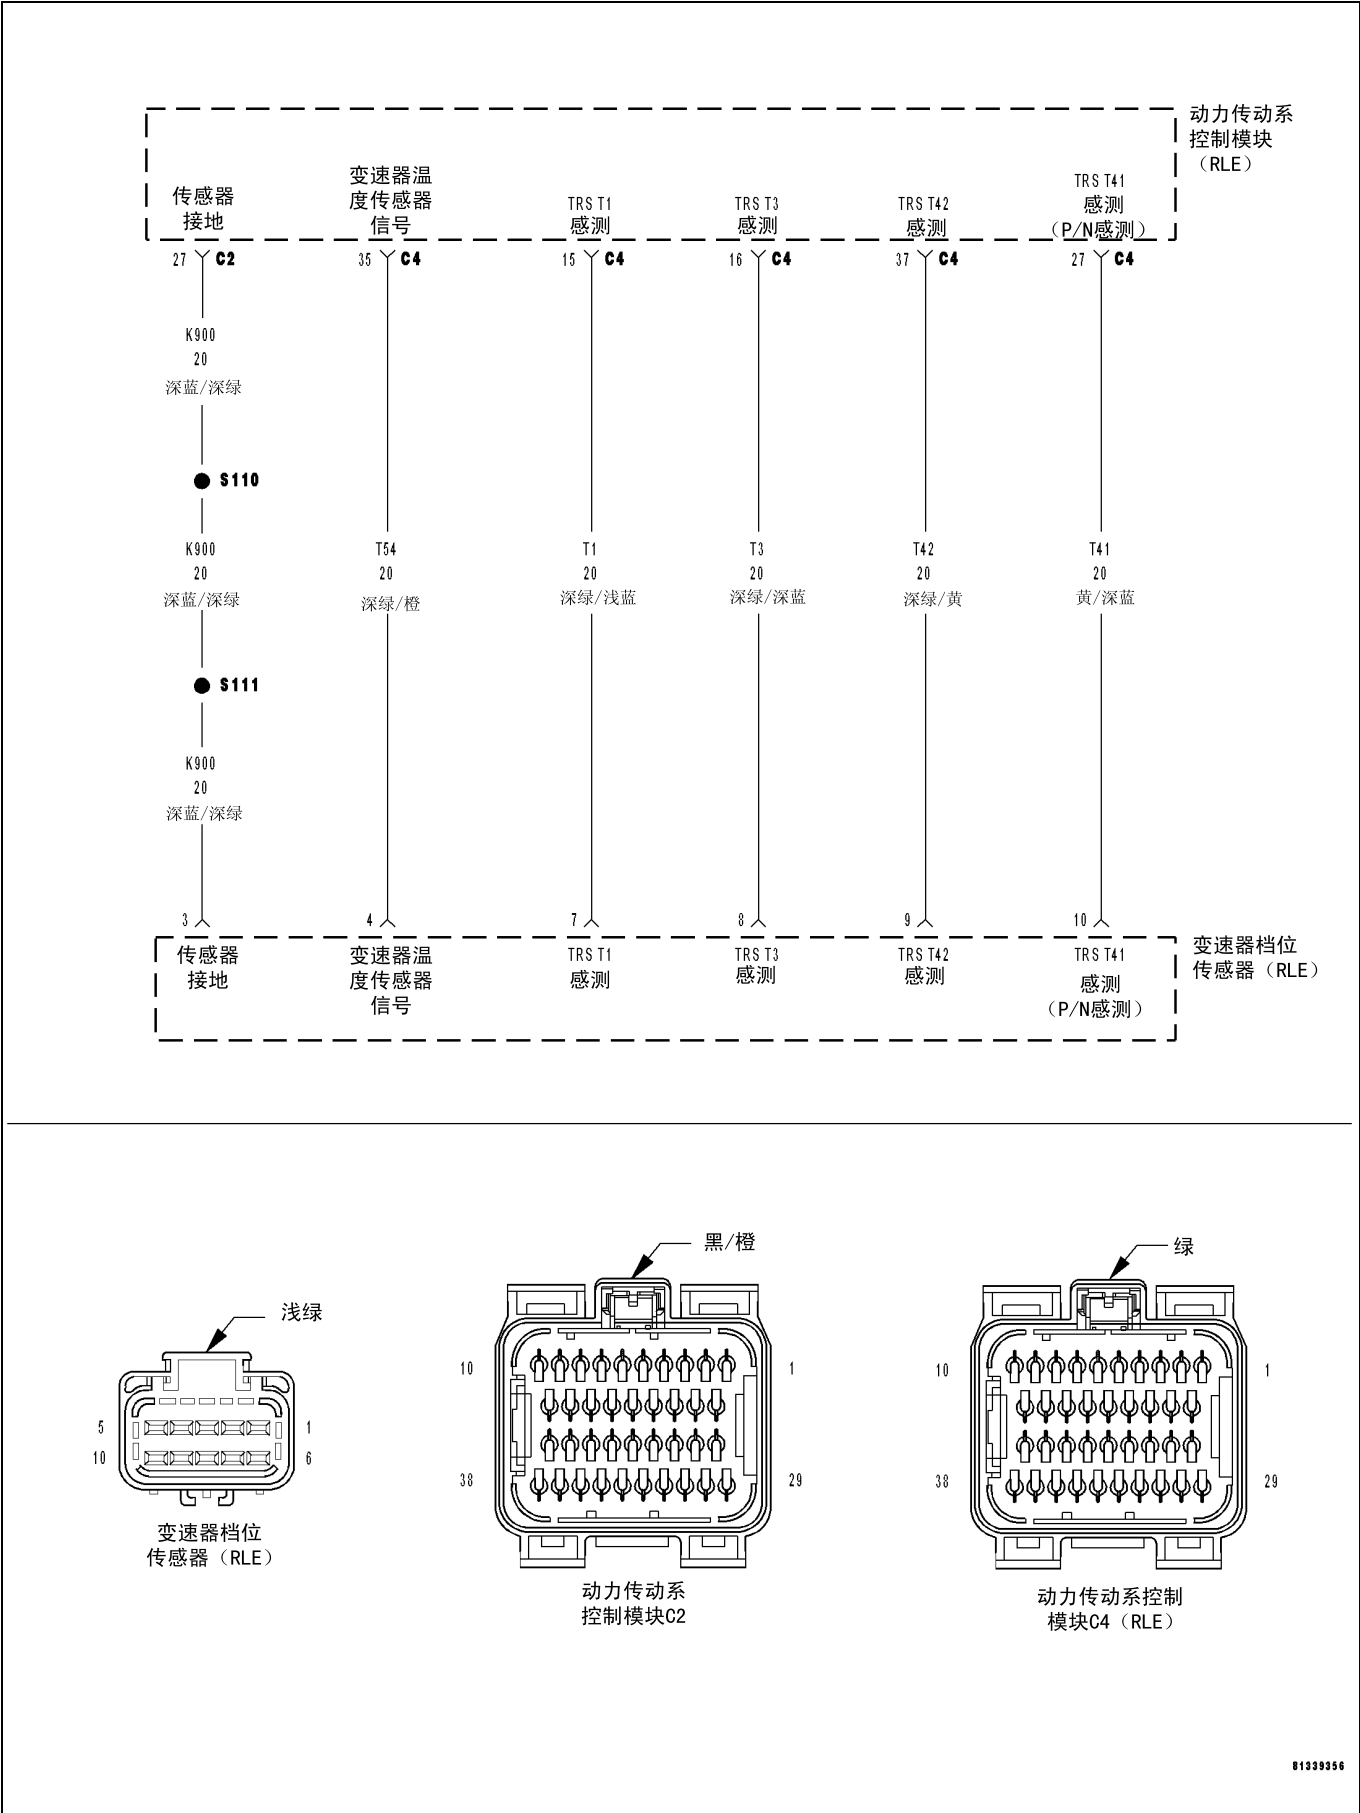 动力传动系
控制模块
（RLE）
传感器
接地
变速器温
度传感器
信号
TRS T1
感测
TRS T3
感测
TRS T42
感测
TRS T41
感测
(P/N感测)
27 C2
35 C4
15 C4
16 C4
37 C4
27 C4
K900
20
深蓝/深绿
S110
K900
20
深蓝/深绿
T54
20
深绿/橙
T1
20
深绿/浅蓝
T3
20
深绿/深蓝
T42
20
深绿/黄
T41
20
黄/深蓝
S111
K900
20
深蓝/深绿
3
4
7
8
9
10
传感器
接地
变速器温
度传感器
信号
TRS T1
感测
TRS T3
感测
TRS T42
感测
TRS T41
感测
（P/N感测）
变速器档位
传感器（RLE）
浅绿
5
1
10
6
变速器档位
传感器（RLE）
黑/橙
10
1
38
29
动力传动系
控制模块C2
绿
10
1
38
29
动力传动系控制
模块C4（RLE）
81339356